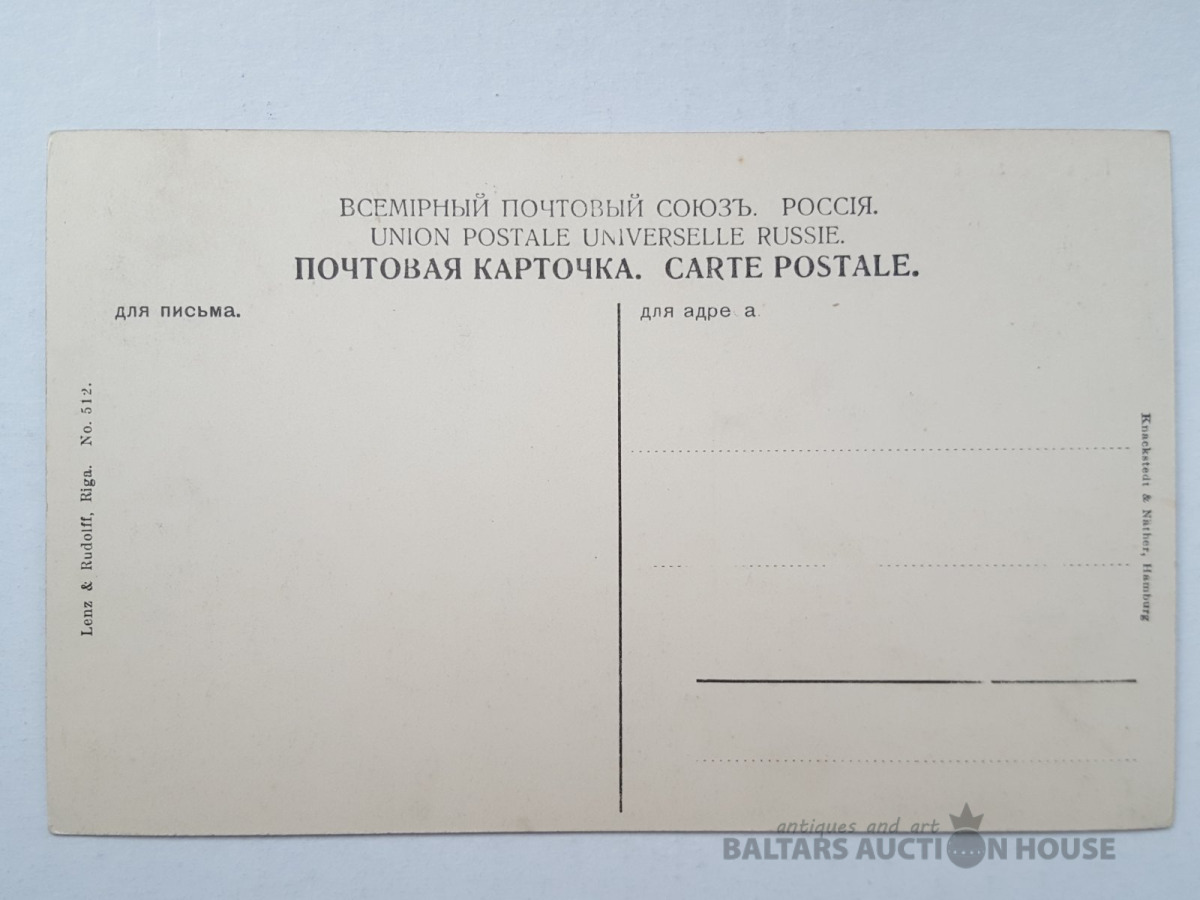 ВСЕМІРНЫЙ ПОЧТОВЫЙ СОЮЗЪ. РОССІЯ.
UNION POSTALE UNIVERSELLE RUSSIE.
ПОЧТОВАЯ КАРТОЧКА. CARTE POSTALE.
для письма.
для адре а
Lenz & Rudolff, Riga. No. 512.
Knackstedt & Näther, Hamburg
antiques and art
BALTARS AUCTION HOUSE